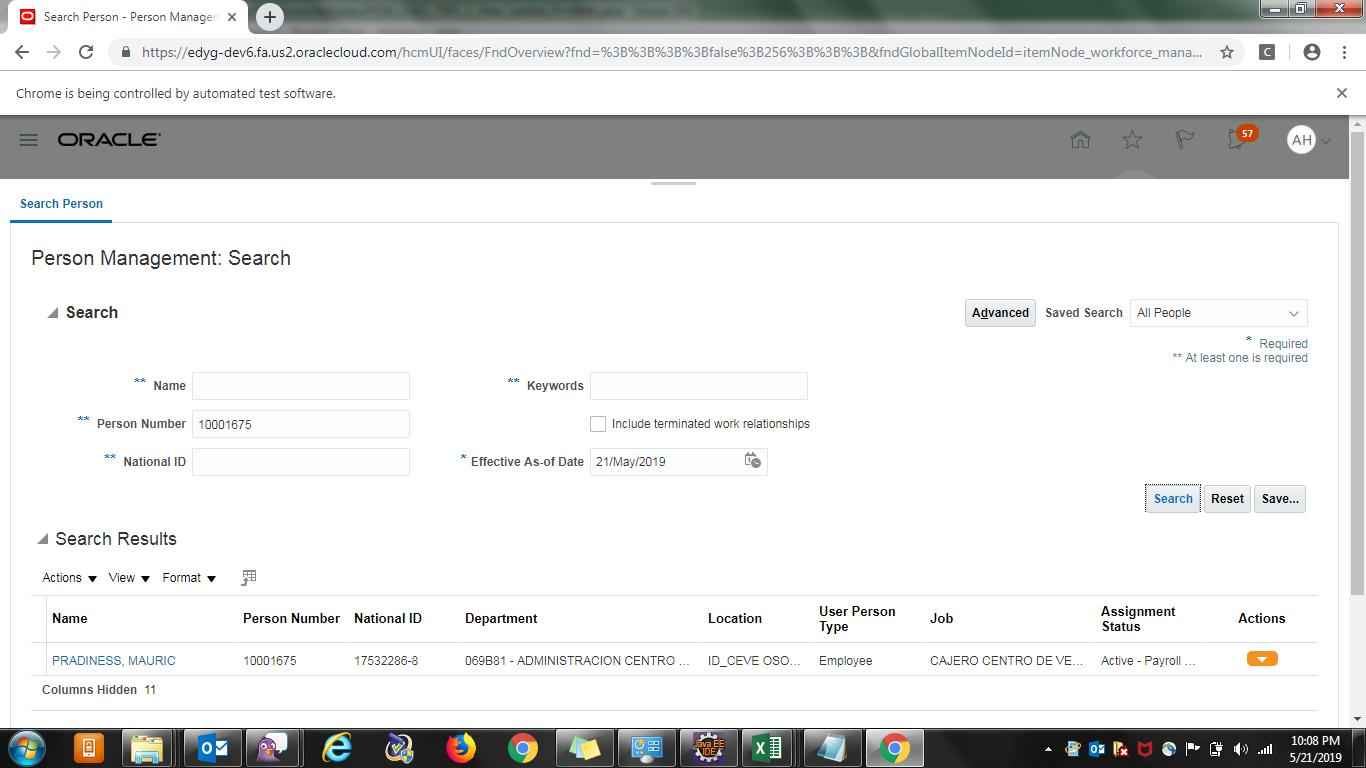 Search Person - Person Managem
https://edyg-dev6.fa.us2.oraclecloud.com/hcmUI/faces/FndOverview?fnd=%3B%3B%3B%3Bfalse%3B256%3B%3B%3B&fndGlobalItemNodeId=itemNode_workforce_mana...
C
Chrome is being controlled by automated test software.
ORACLE
57
AH
Search Person
Person Management: Search
Search
Advanced Saved Search All People
* Required
** At least one is required
** Name
** Keywords
** Person Number 10001675
Include terminated work relationships
** National ID
* Effective As-of Date 21/May/2019
Search Reset Save...
Search Results
Actions View Format
Name Person Number National ID Department Location User Person Type Job Assignment Status Actions
PRADINESS, MAURIC 10001675 17532286-8 069B81 - ADMINISTRACION CENTRO ... ID_CEVE OSO... Employee CAJERO CENTRO DE VE... Active - Payroll ...
Columns Hidden 11
Java EE
IDE
10:08 PM
5/21/2019